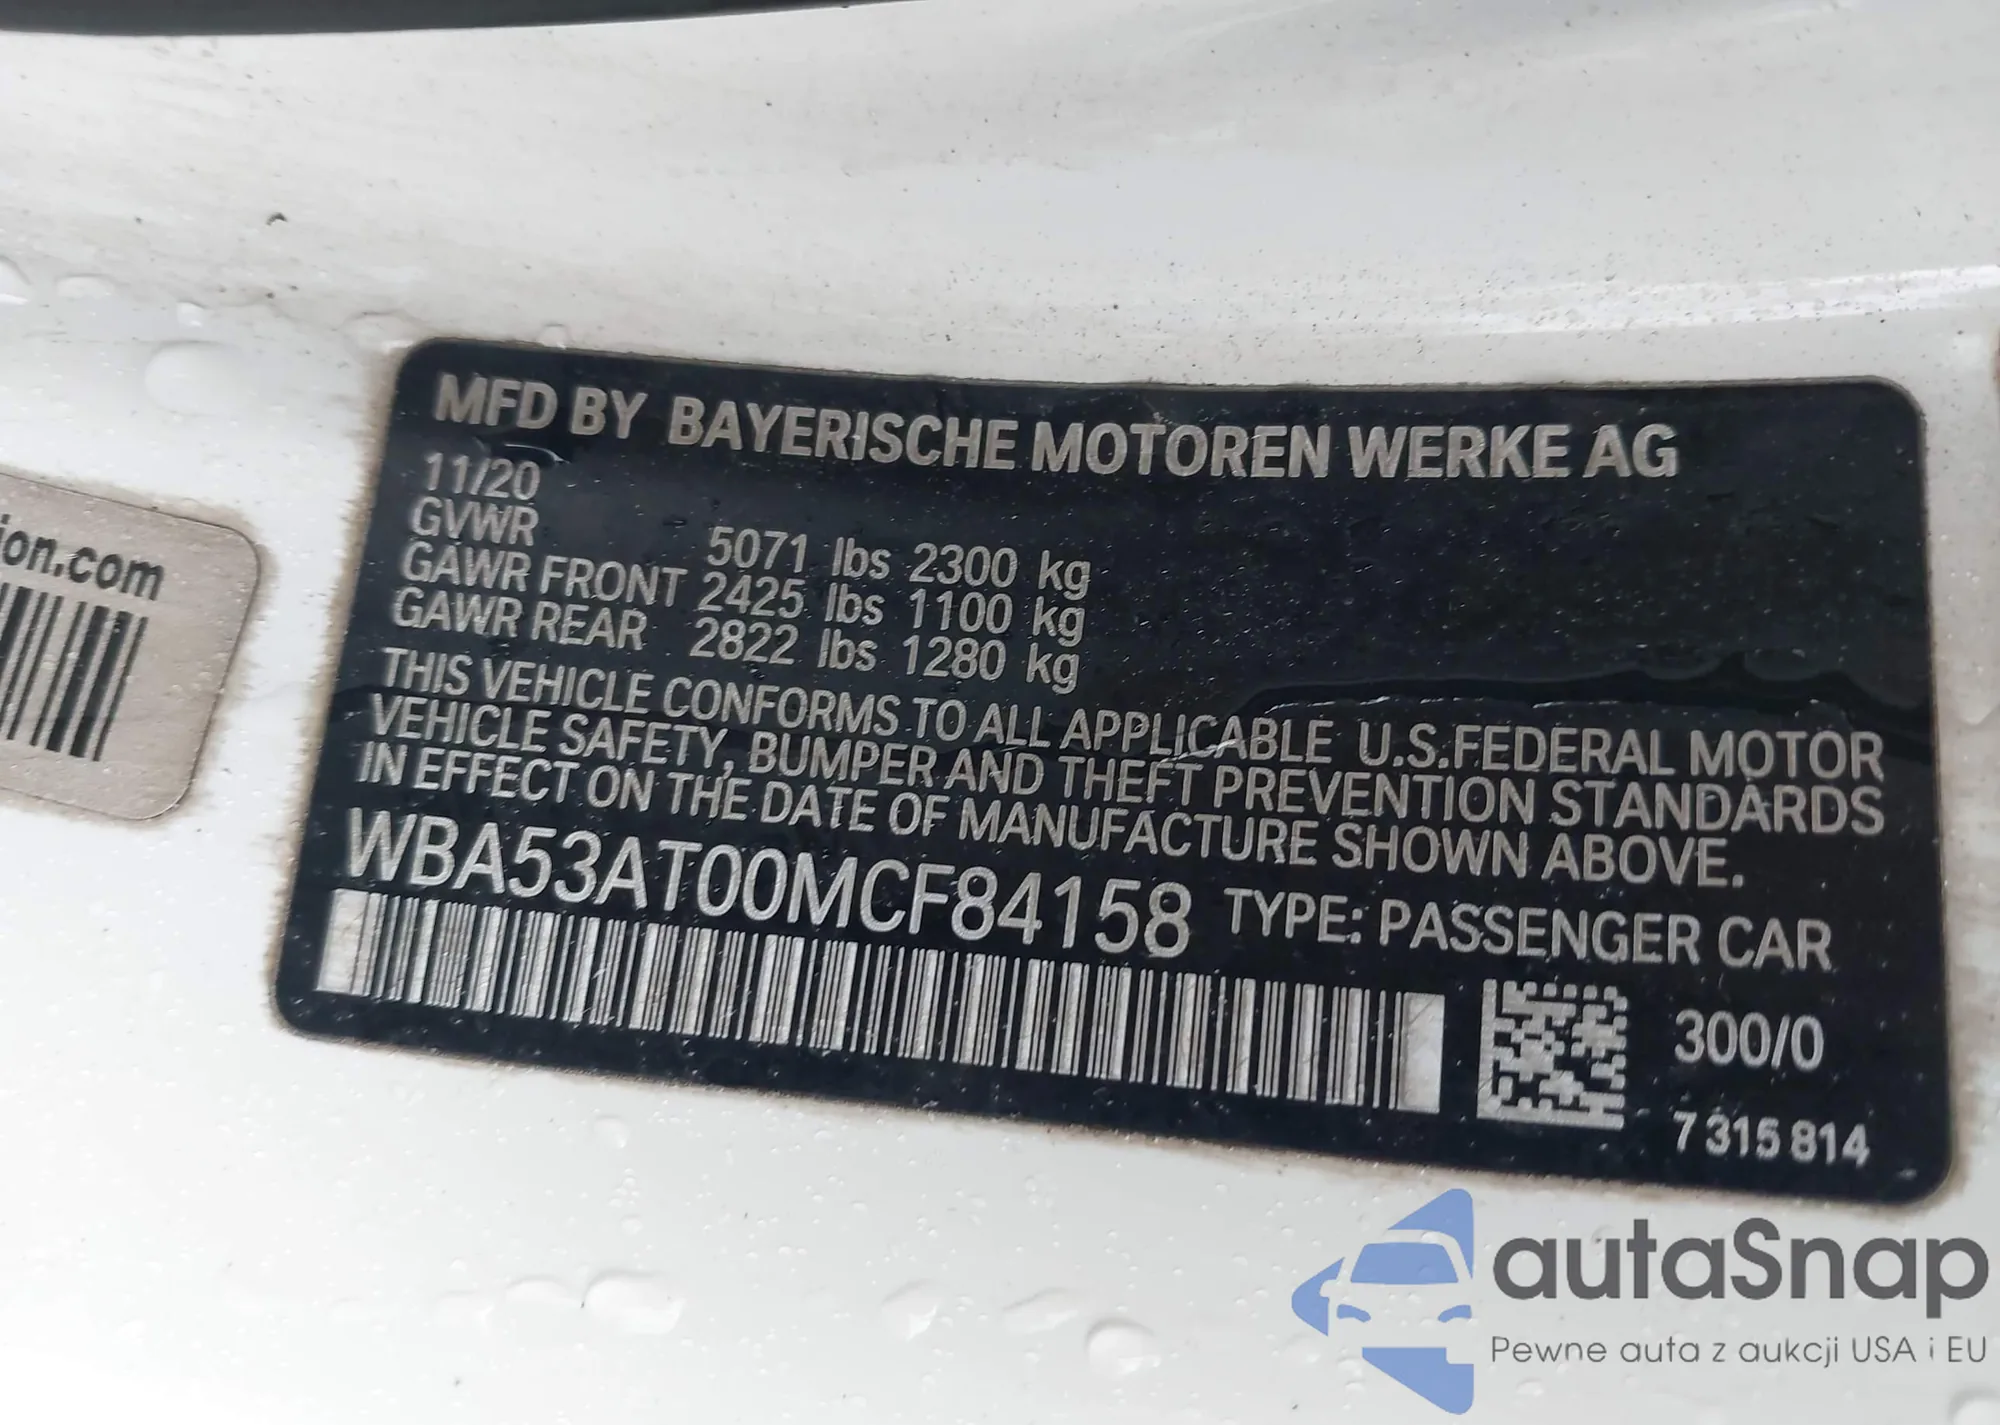 MFD BY BAYERISCHE MOTOREN WERKE AG
11/20
GVWR 5071 lbs 2300 kg
GAWR FRONT 2425 lbs 1100 kg
GAWR REAR 2822 lbs 1280 kg
THIS VEHICLE CONFORMS TO ALL APPLICABLE U.S.FEDERAL MOTOR
VEHICLE SAFETY, BUMPER AND THEFT PREVENTION STANDARDS
IN EFFECT ON THE DATE OF MANUFACTURE SHOWN ABOVE.
WBA53AT00MCF84158 TYPE: PASSENGER CAR
300/0
7 315 814
ion.com
autaSnap
Pewne auta z aukcji USA i EU